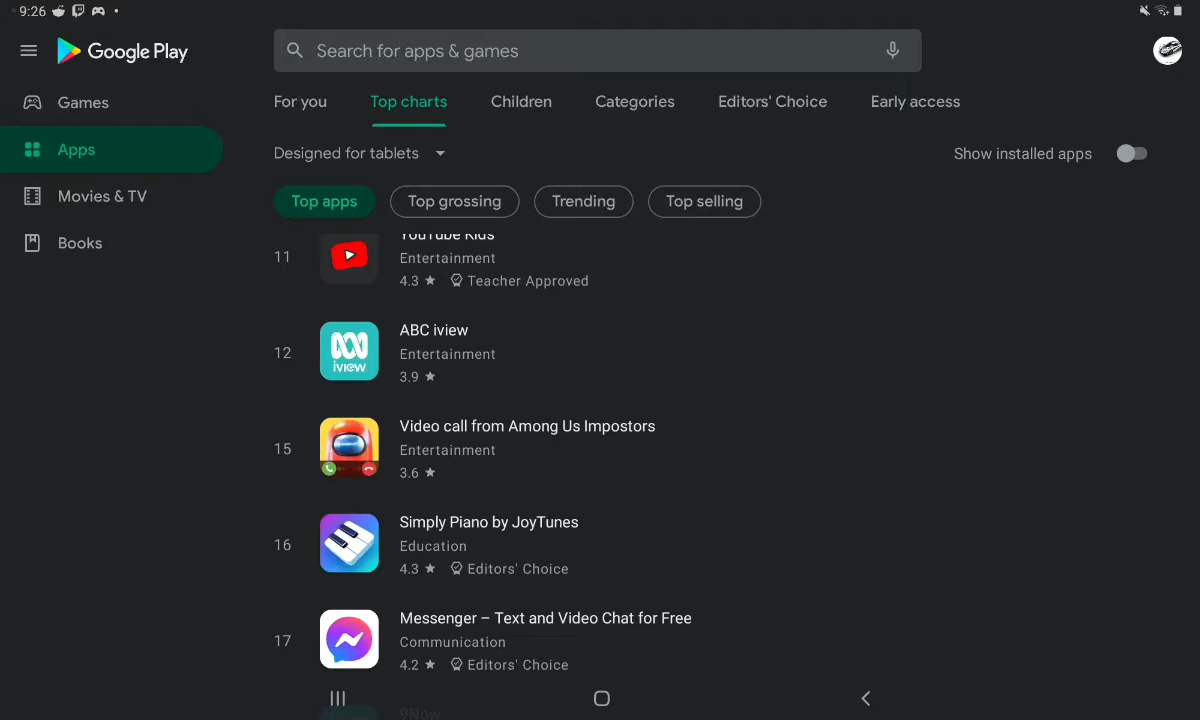 9:26
Google Play
Search for apps & games
Games
Apps
Movies & TV
Books
For you
Top charts
Children
Categories
Editors' Choice
Early access
Designed for tablets
Show installed apps
Top apps
Top grossing
Trending
Top selling
11
YouTube Kids
Entertainment
4.3 ★
Teacher Approved
12
iview
ABC iview
Entertainment
3.9 ★
15
Video call from Among Us Impostors
Entertainment
3.6 ★
16
Simply Piano by JoyTunes
Education
4.3 ★
Editors' Choice
17
Messenger – Text and Video Chat for Free
Communication
4.2 ★
Editors' Choice
9Now